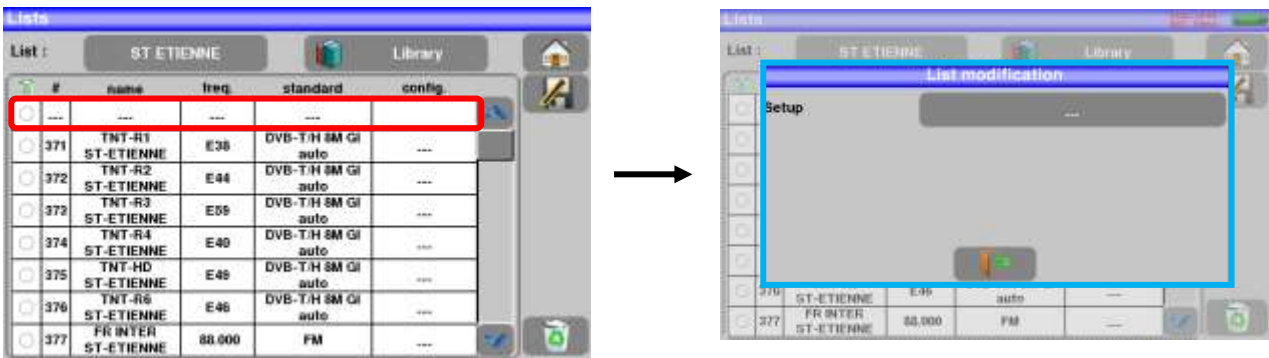 Lists
List : ST ETIENNE Library
# name freq. standard config.
--- --- --- ---
371 TNT-R1 ST-ETIENNE E38 DVB-T/H 8M GI auto ---
372 TNT-R2 ST-ETIENNE E44 DVB-T/H 8M GI auto ---
373 TNT-R3 ST-ETIENNE E59 DVB-T/H 8M GI auto ---
374 TNT-R4 ST-ETIENNE E40 DVB-T/H 8M GI auto ---
375 TNT-HD ST-ETIENNE E49 DVB-T/H 8M GI auto ---
376 TNT-R6 ST-ETIENNE E46 DVB-T/H 8M GI auto ---
377 FR INTER ST-ETIENNE 88.000 FM ---
Lists
List : ST ETIENNE Library
List modification
Setup ---
376 ST-ETIENNE E46 auto ---
377 FR INTER ST-ETIENNE 88.000 FM ---